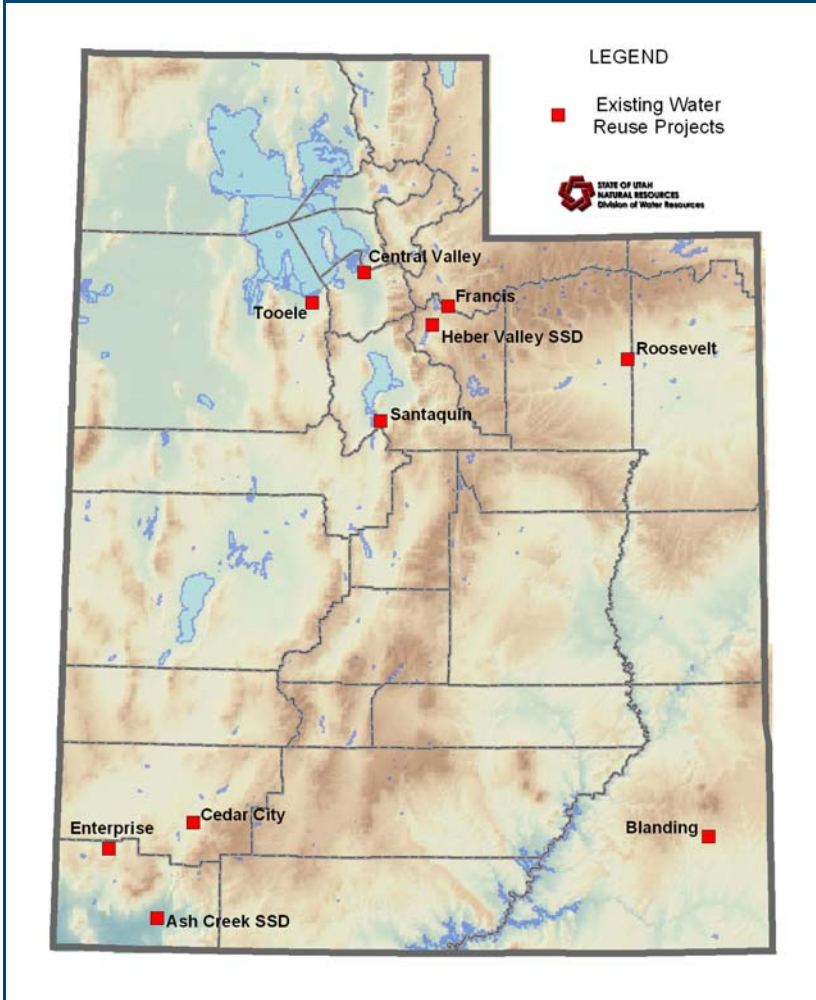 LEGEND
Existing Water
Reuse Projects
STATE OF UTAH
NATURAL RESOURCES
Division of Water Resources
Central Valley
Tooele
Francis
Heber Valley SSD
Roosevelt
Santaquin
Cedar City
Enterprise
Blanding
Ash Creek SSD